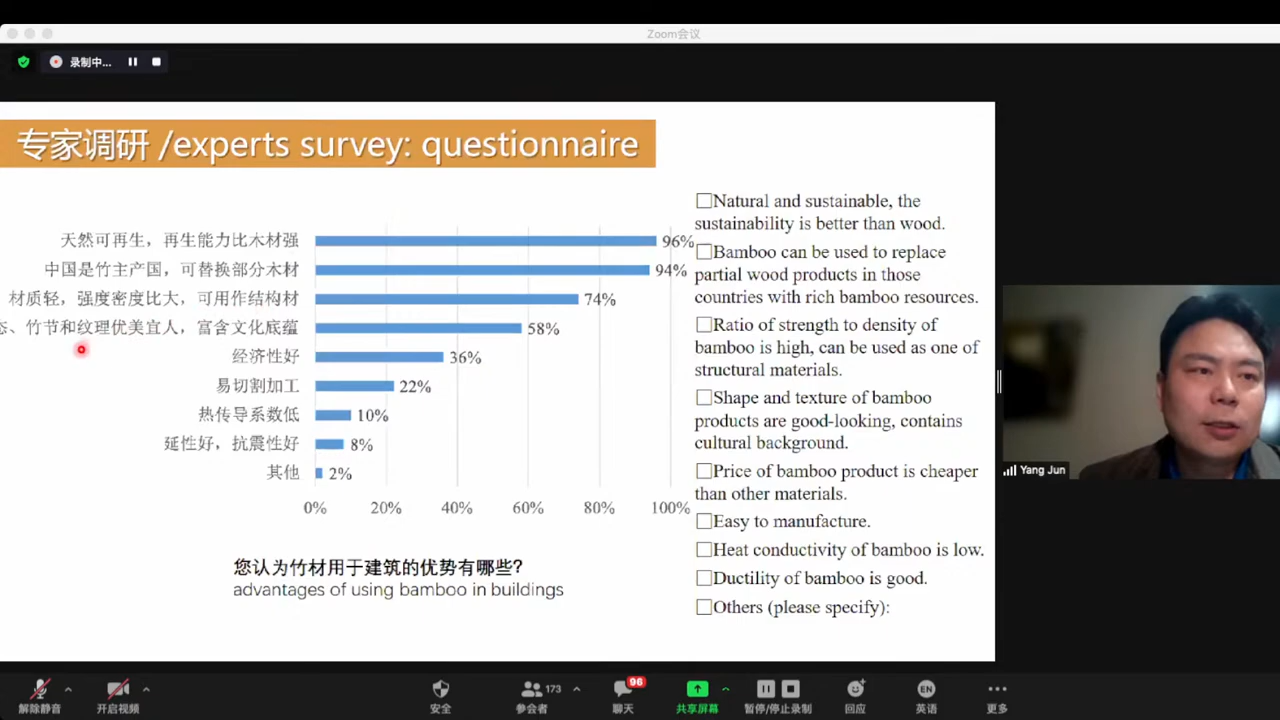 Zoom会议
录制中...
专家调研 /experts survey: questionnaire
天然可再生，再生能力比木材强
96%
中国是竹主产国，可替换部分木材
94%
材质轻，强度密度比大，可用作结构材
74%
态、竹节和纹理优美宜人，富含文化底蕴
58%
经济性好
36%
易切割加工
22%
热传导系数低
10%
延性好，抗震性好
8%
其他
2%
0% 20% 40% 60% 80% 100%
您认为竹材用于建筑的优势有哪些?
advantages of using bamboo in buildings
Natural and sustainable, the
sustainability is better than wood.
Bamboo can be used to replace
partial wood products in those
countries with rich bamboo resources.
Ratio of strength to density of
bamboo is high, can be used as one of
structural materials.
Shape and texture of bamboo
products are good-looking, contains
cultural background.
Price of bamboo product is cheaper
than other materials.
Easy to manufacture.
Heat conductivity of bamboo is low.
Ductility of bamboo is good.
Others (please specify):
Yang Jun
解除静音
开启视频
安全
173
参会者
96
聊天
共享屏幕
暂停/停止录制
回应
EN
英语
更多